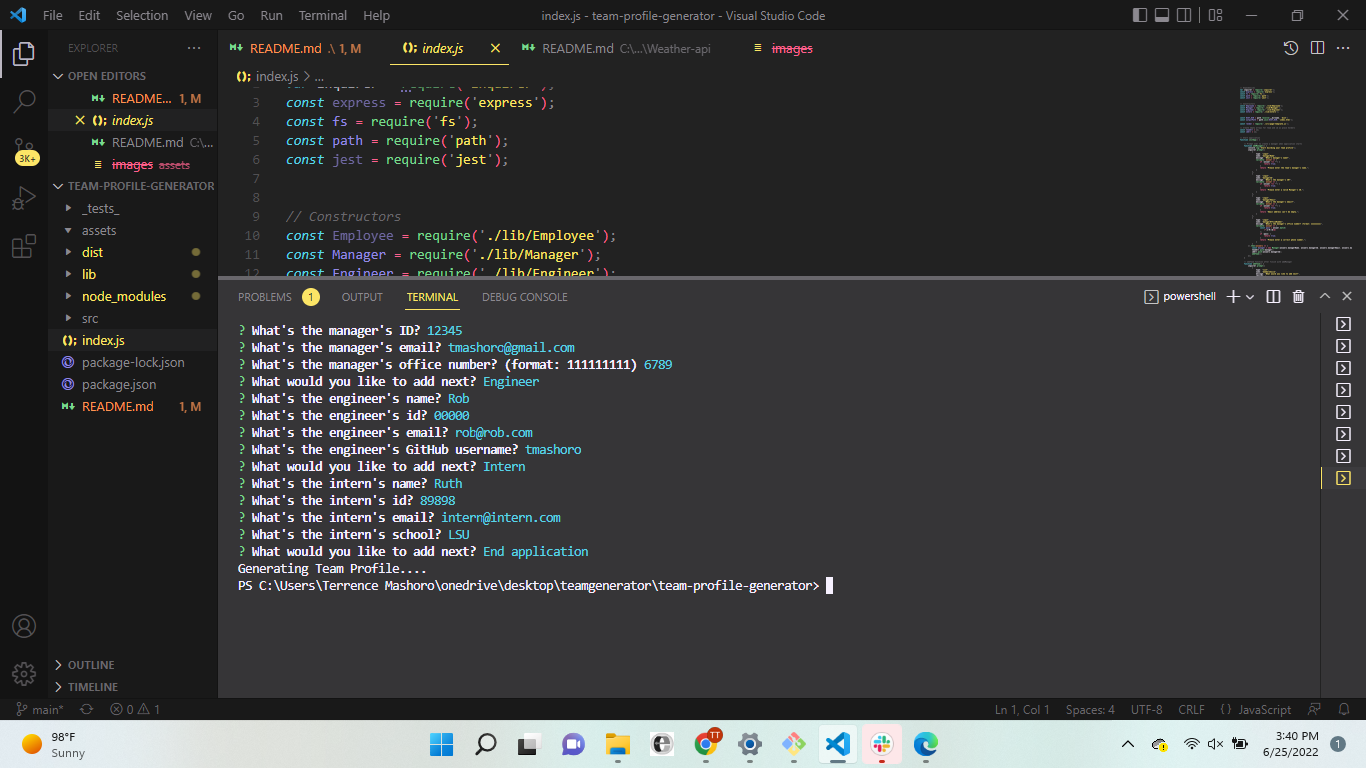 File Edit Selection View Go Run Terminal Help
index.js - team-profile-generator - Visual Studio Code
EXPLORER
OPEN EDITORS
README... 1, M
index.js
README.md C:\...
images assets
TEAM-PROFILE-GENERATOR
_tests_
assets
dist
lib
node_modules
src
index.js
package-lock.json
package.json
README.md 1, M
OUTLINE
TIMELINE
3K+
README.md .\ 1, M
index.js
README.md C:\...\Weather-api
images
index.js > ...
3 const express = require('express');
4 const fs = require('fs');
5 const path = require('path');
6 const jest = require('jest');
7
8
9 // Constructors
10 const Employee = require('./lib/Employee');
11 const Manager = require('./lib/Manager');
12 const Engineer = require('./lib/Engineer');
PROBLEMS 1 OUTPUT TERMINAL DEBUG CONSOLE
powershell
? What's the manager's ID? 12345
? What's the manager's email? tmashoro@gmail.com
? What's the manager's office number? (format: 111111111) 6789
? What would you like to add next? Engineer
? What's the engineer's name? Rob
? What's the engineer's id? 00000
? What's the engineer's email? rob@rob.com
? What's the engineer's GitHub username? tmashoro
? What would you like to add next? Intern
? What's the intern's name? Ruth
? What's the intern's id? 89898
? What's the intern's email? intern@intern.com
? What's the intern's school? LSU
? What would you like to add next? End application
Generating Team Profile....
PS C:\Users\Terrence Mashoro\onedrive\desktop\teamgenerator\team-profile-generator>
main* 0 1
Ln 1, Col 1 Spaces: 4 UTF-8 CRLF {} JavaScript
98°F
Sunny
TT
3:40 PM
6/25/2022
1